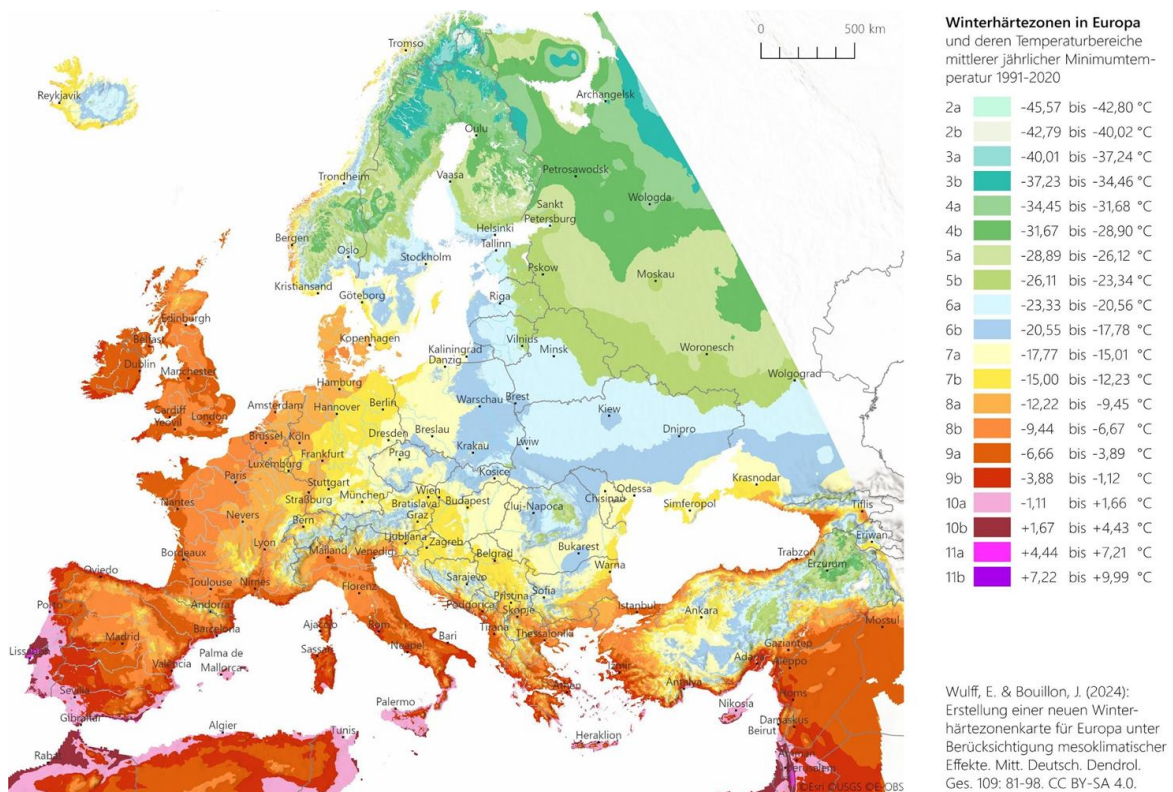 0 500 km
Tromso
Reykjavik
Archangelsk
Oulu
Trondheim
Vaasa
Petrosawodsk
Wologda
Sankt
Petersburg
Bergen
Helsinki
Oslo
Tallinn
Stockholm
Kristiansand
Göteborg
Pskow
Moskau
Riga
Edinburgh
Belfast
Kopenhagen
Kaliningrad
Danzig
Vilnius
Minsk
Woronesch
Dublin
Manchester
Wolgograd
Hamburg
Amsterdam
Hannover
Berlin
Warschau
Brest
Kiew
Cardiff
Yeovil
London
Brüssel
Köln
Dresden
Breslau
Dnipro
Krakau
Lwiw
Luxemburg
Frankfurt
Prag
Kosice
Paris
Stuttgart
Straßburg
München
Wien
Bratislava
Budapest
Chisinau
Odessa
Krasnodar
Simferopol
Tiflis
Nantes
Nevers
Bern
Graz
Cluj-Napoca
Ljubljana
Zagreb
Lyon
Mailand
Venedig
Belgrad
Bukarest
Eriwan
Trabzon
Erzurum
Bordeaux
Oviedo
Toulouse
Nimes
Florenz
Sarajevo
Warna
Andorra
Pristina
Sofia
Skopje
Podgorica
Porto
Madrid
Barcelona
Ajaccio
Rom
Bari
Tirana
Thessaloniki
Istanbul
Ankara
Mossul
Gaziantep
Adana
Aleppo
Lissabon
Valencia
Palma de
Mallorca
Sassari
Neapel
Izmir
Antalya
Homs
Sevilla
Palermo
Athen
Nikosia
Damaskus
Beirut
Gibraltar
Algier
Tunis
Heraklion
Rabat
Amman
Jerusalem
©Esri ©USGS OE-OBS
Winterhärtezonen in Europa
und deren Temperaturbereiche
mittlerer jährlicher Minimumtem-
peratur 1991-2020
2a -45,57 bis -42,80 °C
2b -42,79 bis -40,02 °C
3a -40,01 bis -37,24 °C
3b -37,23 bis -34,46 °C
4a -34,45 bis -31,68 °C
4b -31,67 bis -28,90 °C
5a -28,89 bis -26,12 °C
5b -26,11 bis -23,34 °C
6a -23,33 bis -20,56 °C
6b -20,55 bis -17,78 °C
7a -17,77 bis -15,01 °C
7b -15,00 bis -12,23 °C
8a -12,22 bis -9,45 °C
8b -9,44 bis -6,67 °C
9a -6,66 bis -3,89 °C
9b -3,88 bis -1,12 °C
10a -1,11 bis +1,66 °C
10b +1,67 bis +4,43 °C
11a +4,44 bis +7,21 °C
11b +7,22 bis +9,99 °C
Wulff, E. & Bouillon, J. (2024):
Erstellung einer neuen Winter-
härtezonenkarte für Europa unter
Berücksichtigung mesoklimatischer
Effekte. Mitt. Deutsch. Dendrol.
Ges. 109: 81-98. CC BY-SA 4.0.